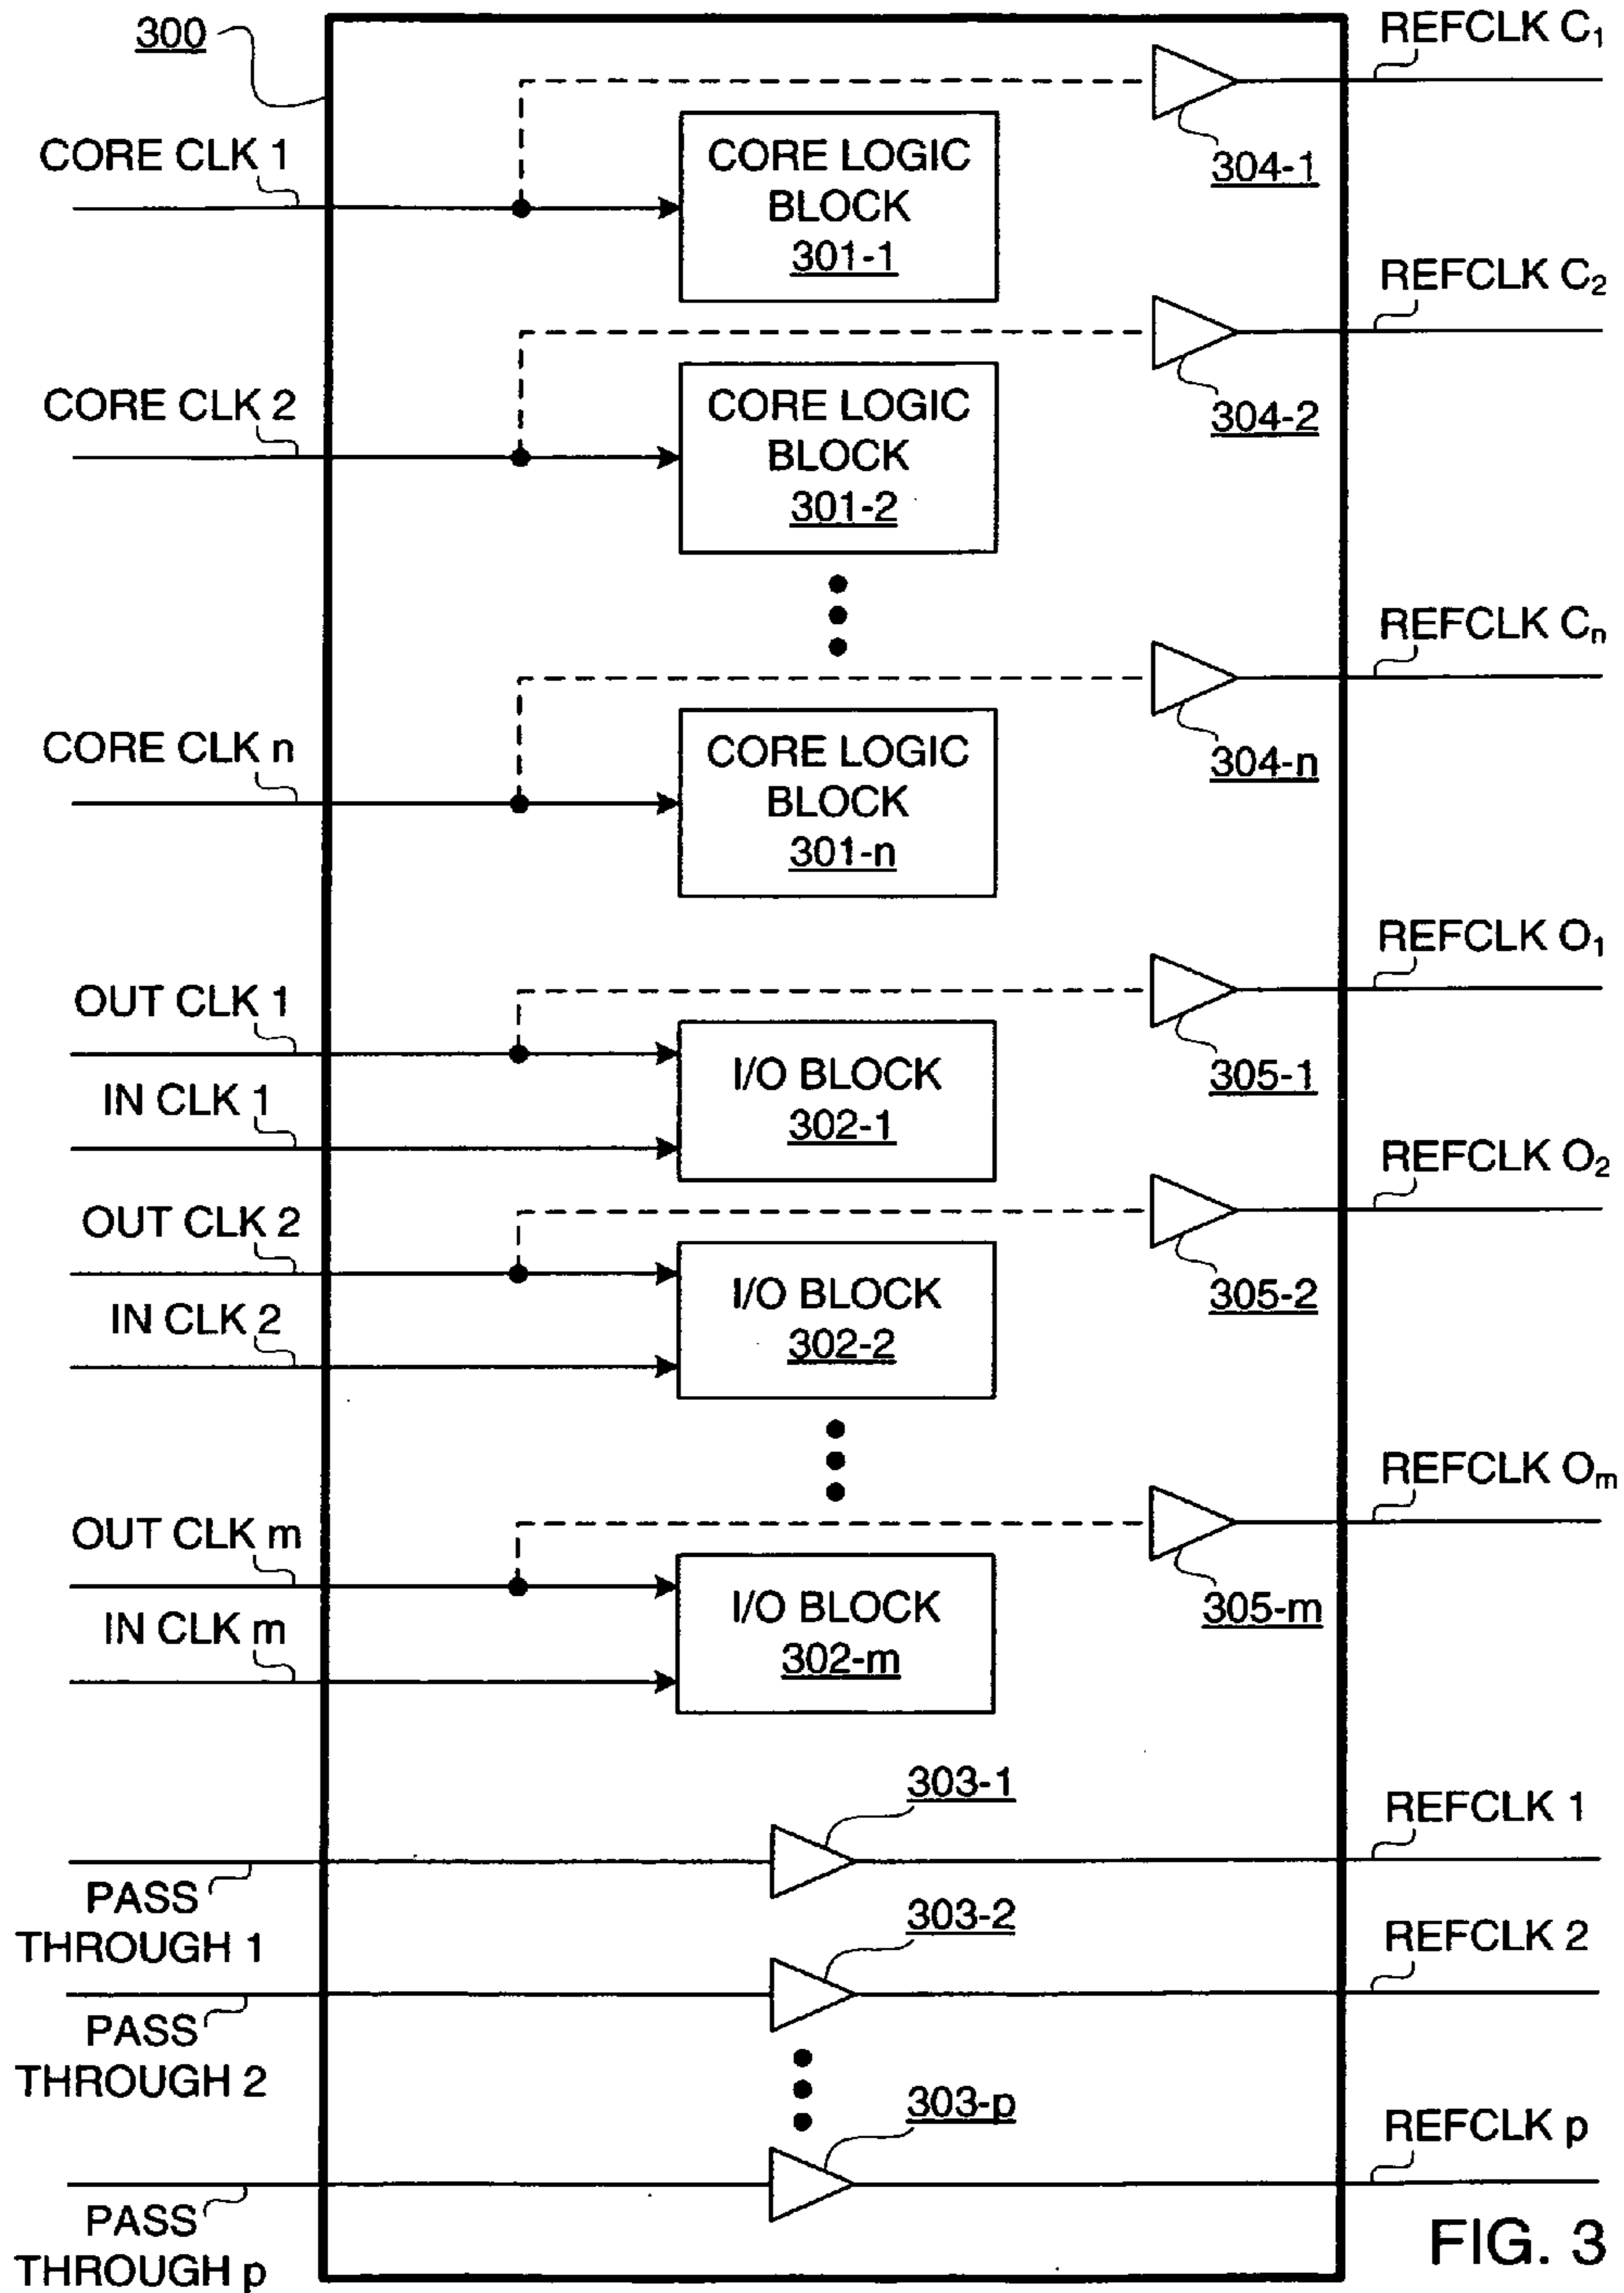 300
REFCLK C1
CORE CLK 1
CORE LOGIC
BLOCK
301-1
304-1
REFCLK C2
CORE CLK 2
CORE LOGIC
BLOCK
301-2
304-2
REFCLK Cn
CORE CLK n
CORE LOGIC
BLOCK
301-n
304-n
REFCLK O1
OUT CLK 1
IN CLK 1
I/O BLOCK
302-1
305-1
REFCLK O2
OUT CLK 2
IN CLK 2
I/O BLOCK
302-2
305-2
REFCLK Om
OUT CLK m
IN CLK m
I/O BLOCK
302-m
305-m
303-1
REFCLK 1
PASS
THROUGH 1
303-2
REFCLK 2
PASS
THROUGH 2
303-p
REFCLK p
PASS
THROUGH p
FIG. 3